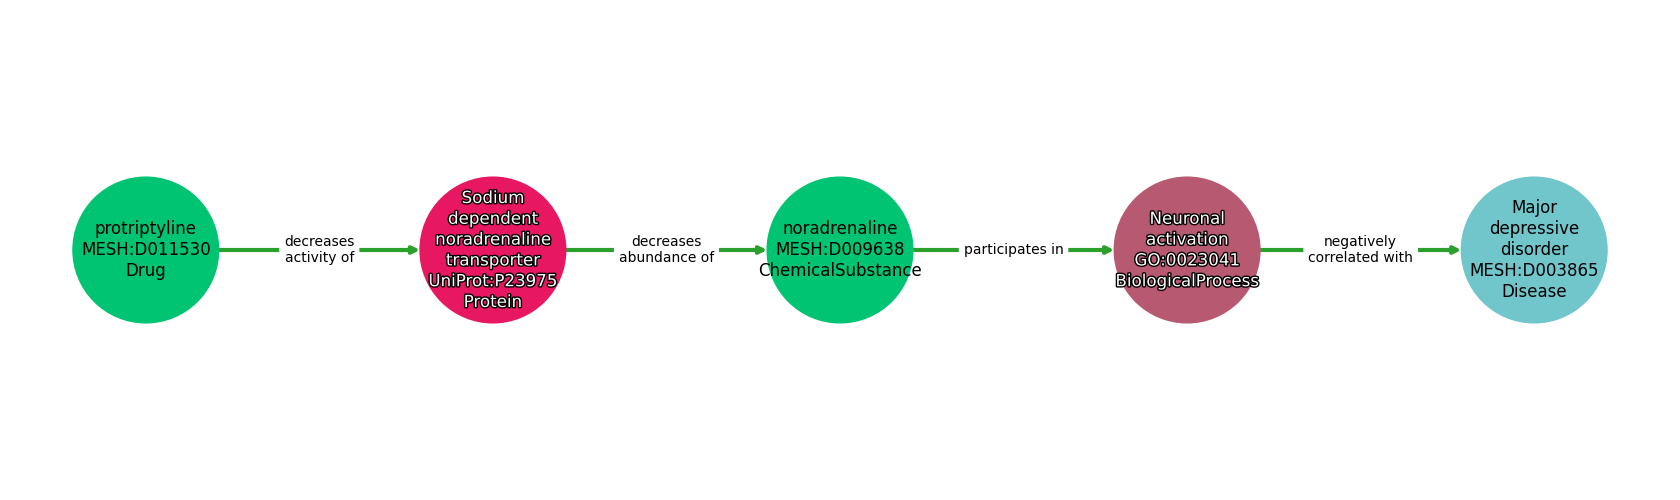 protriptyline
MESH:D011530
Drug
decreases
activity of
Sodium
dependent
noradrenaline
transporter
UniProt:P23975
Protein
decreases
abundance of
noradrenaline
MESH:D009638
ChemicalSubstance
participates in
Neuronal
activation
GO:0023041
BiologicalProcess
negatively
correlated with
Major
depressive
disorder
MESH:D003865
Disease